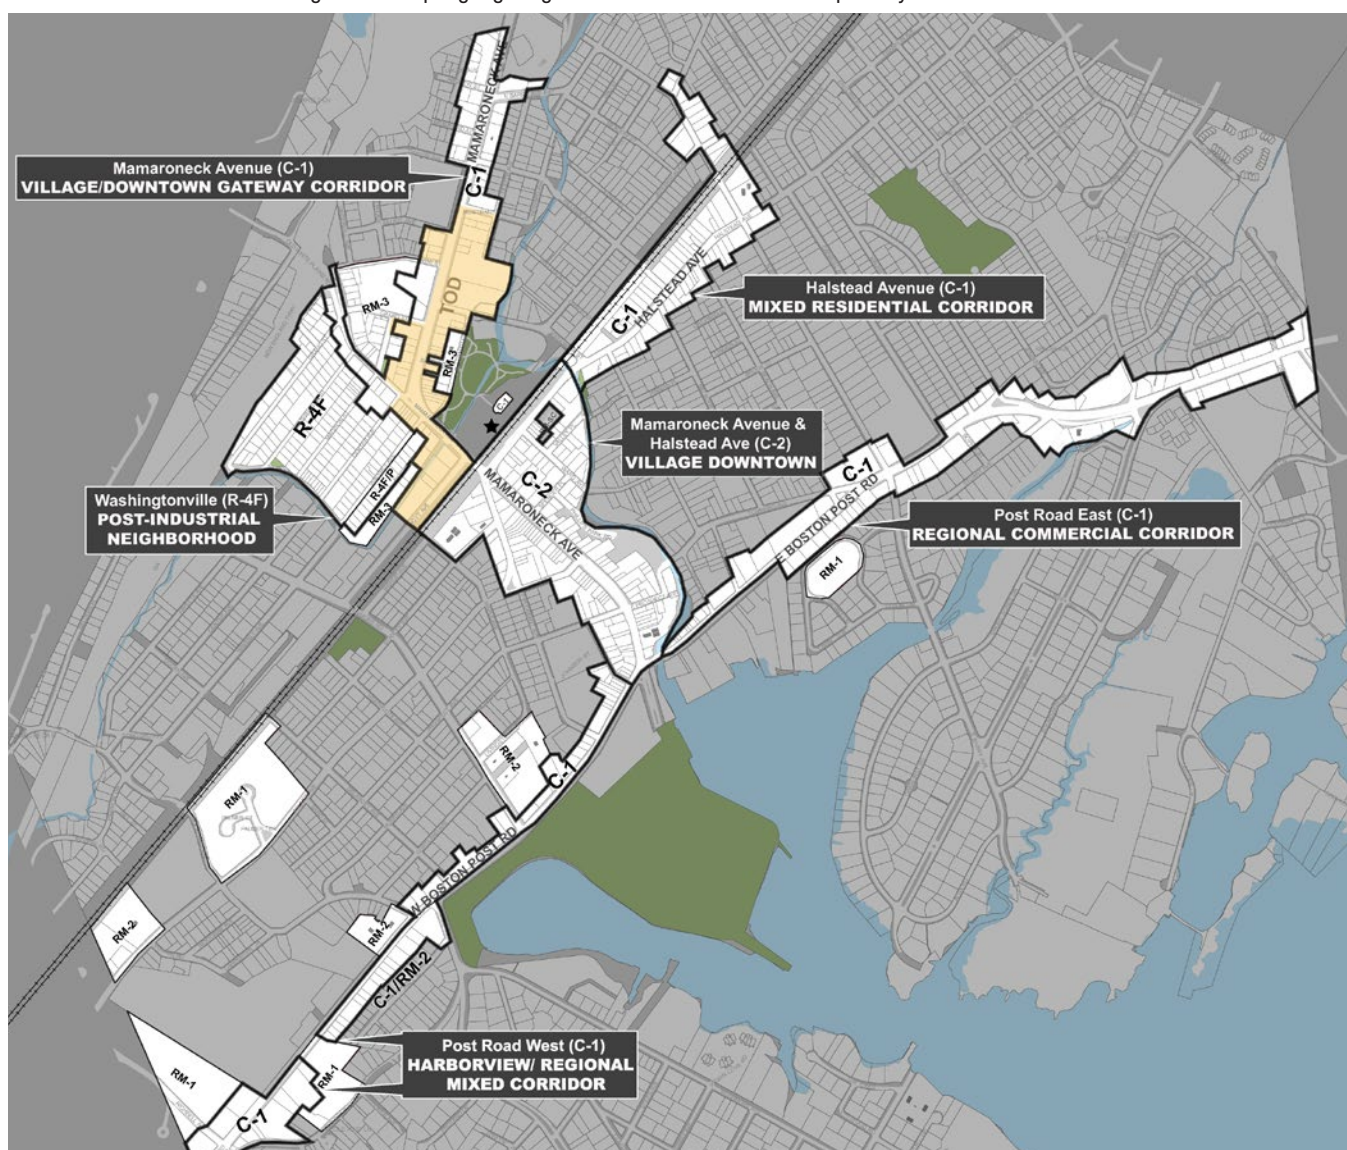 MAMARONECK AVE
C-1
Mamaroneck Avenue (C-1)
VILLAGE/DOWNTOWN GATEWAY CORRIDOR
TOD
RM-3
RM-3
C-1
HALSTEAD AVE
Halstead Avenue (C-1)
MIXED RESIDENTIAL CORRIDOR
R-4F
C-1
Mamaroneck Avenue &
Halstead Ave (C-2)
VILLAGE DOWNTOWN
C-2
MAMARONECK AVE
R-4F/P
RM-3
Washingtonville (R-4F)
POST-INDUSTRIAL
NEIGHBORHOOD
C-1
E BOSTON POST RD
Post Road East (C-1)
REGIONAL COMMERCIAL CORRIDOR
RM-1
RM-2
C-1
RM-1
W BOSTON POST RD
RM-2
RM-2
C-1/RM-2
Post Road West (C-1)
HARBORVIEW/ REGIONAL
MIXED CORRIDOR
RM-1
RM-1
C-1